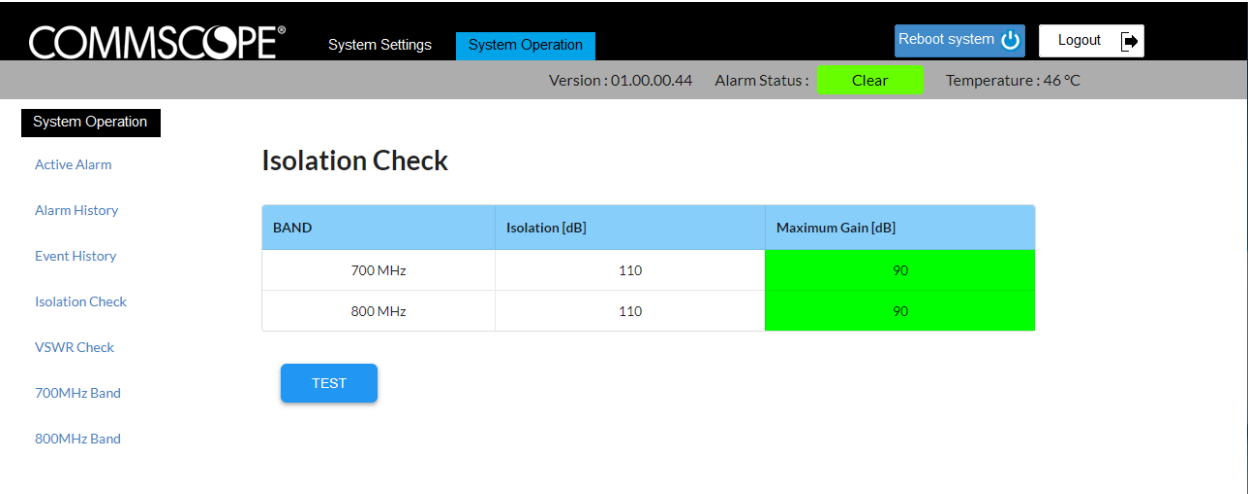 COMMSCOPE®
System Settings
System Operation
Reboot system
Logout
Version : 01.00.00.44 Alarm Status : Clear Temperature : 46 ℃
System Operation
Active Alarm
Alarm History
Event History
Isolation Check
VSWR Check
700MHz Band
800MHz Band
Isolation Check
BAND Isolation [dB] Maximum Gain [dB]
700 MHz 110 90
800 MHz 110 90
TEST